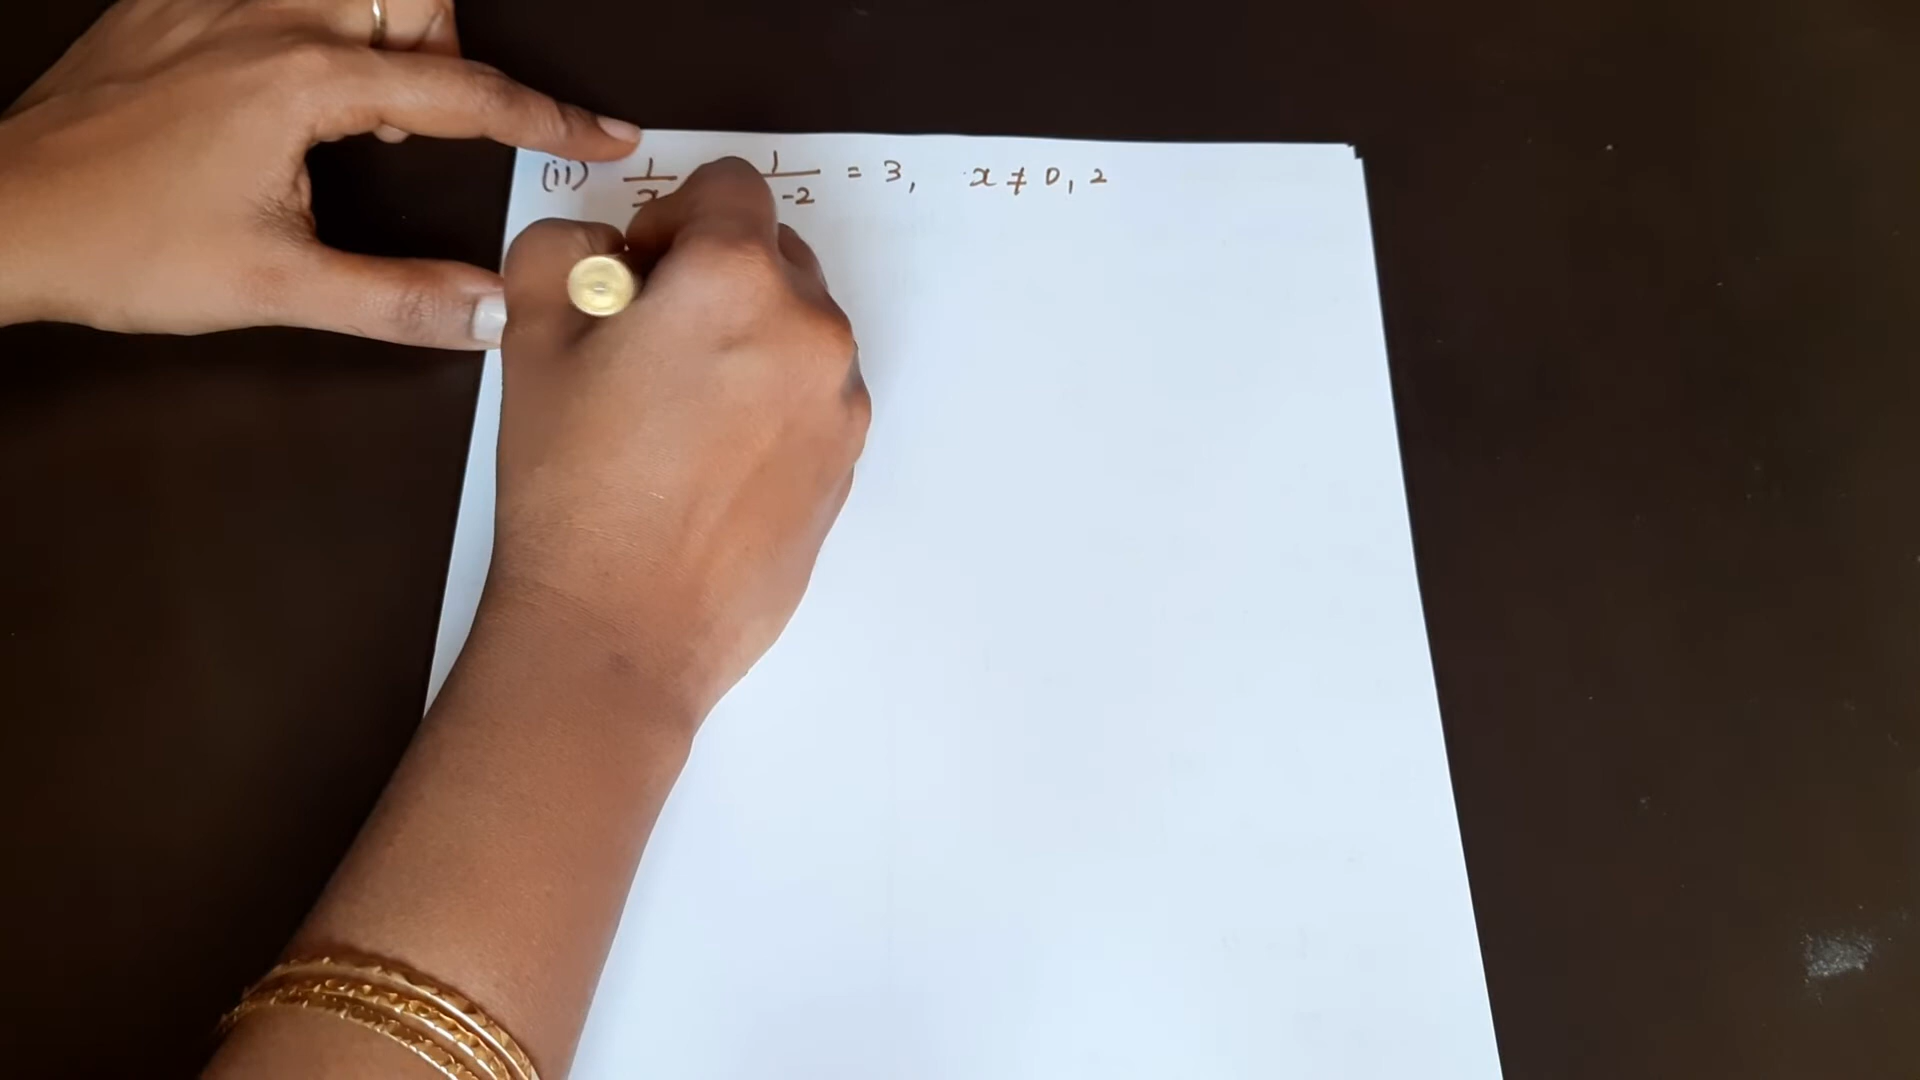 (ii) 1/x 1/-2 = 3, x ≠ 0, 2